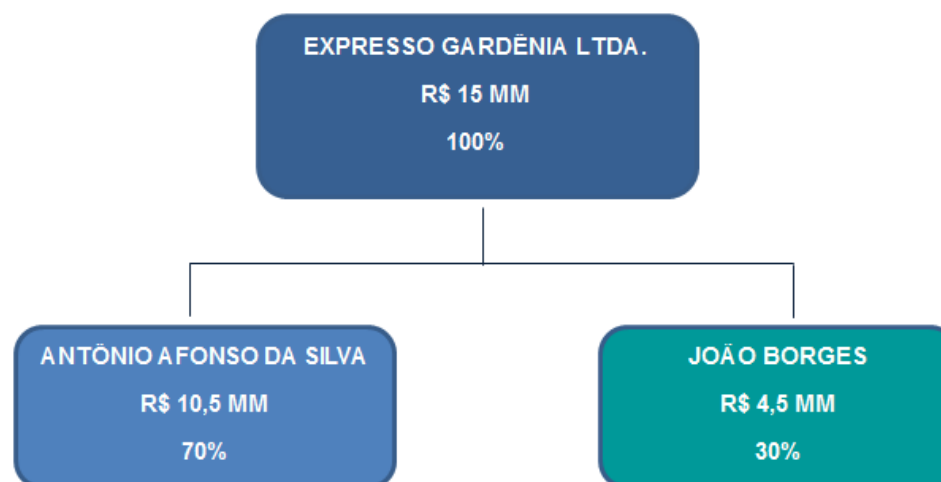 EXPRESSO GARDÊNIA LTDA.
R$ 15 MM
100%
ANTÔNIO AFONSO DA SILVA
R$ 10,5 MM
70%
JOÃO BORGES
R$ 4,5 MM
30%